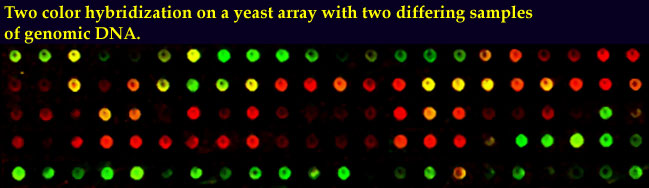 Two color hybridization on a yeast array with two differing samples
of genomic DNA.